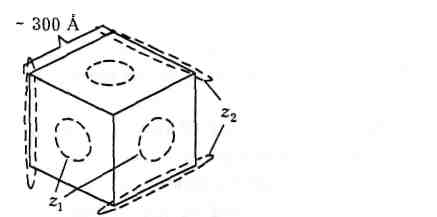 ~ 300 Å
z₂
z₁